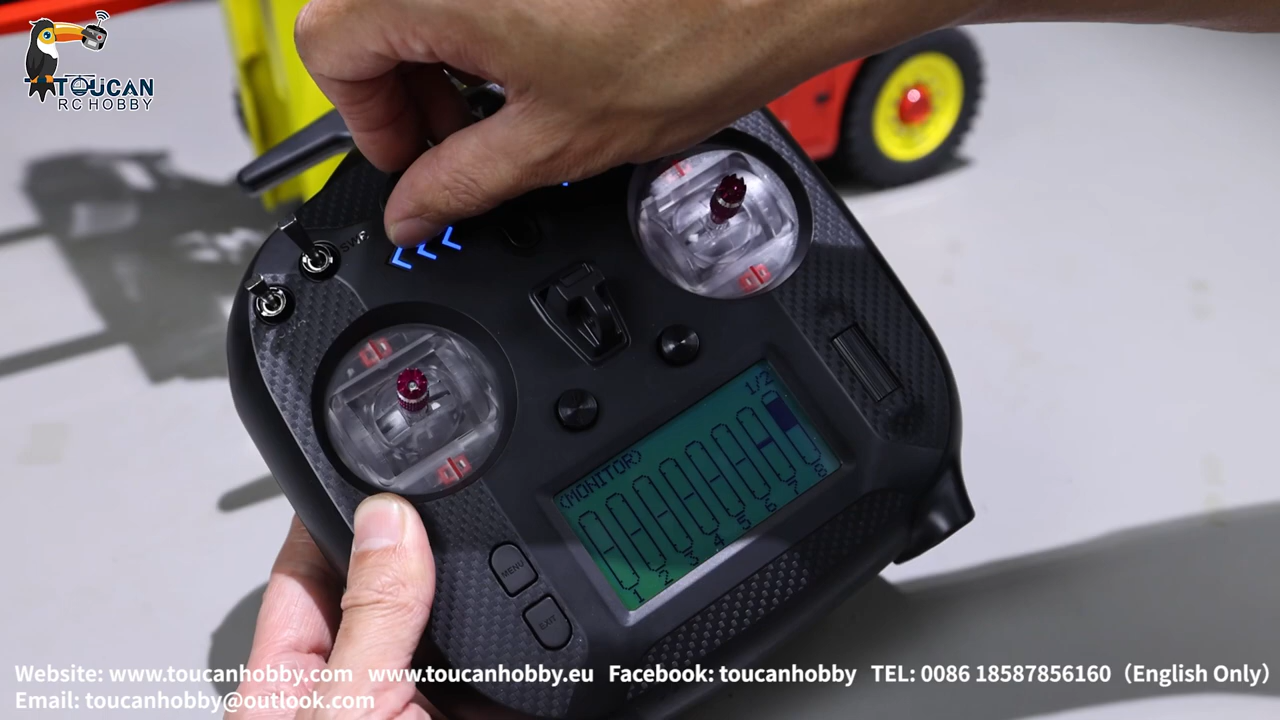 TOUCAN
RC HOBBY
SWC
1/2
<MONITOR>
1 2 3 4 5 6 7 8
MENU
EXIT
Website: www.toucanhobby.com www.toucanhobby.eu Facebook: toucanhobby TEL: 0086 18587856160（English Only）
Email: toucanhobby@outlook.com